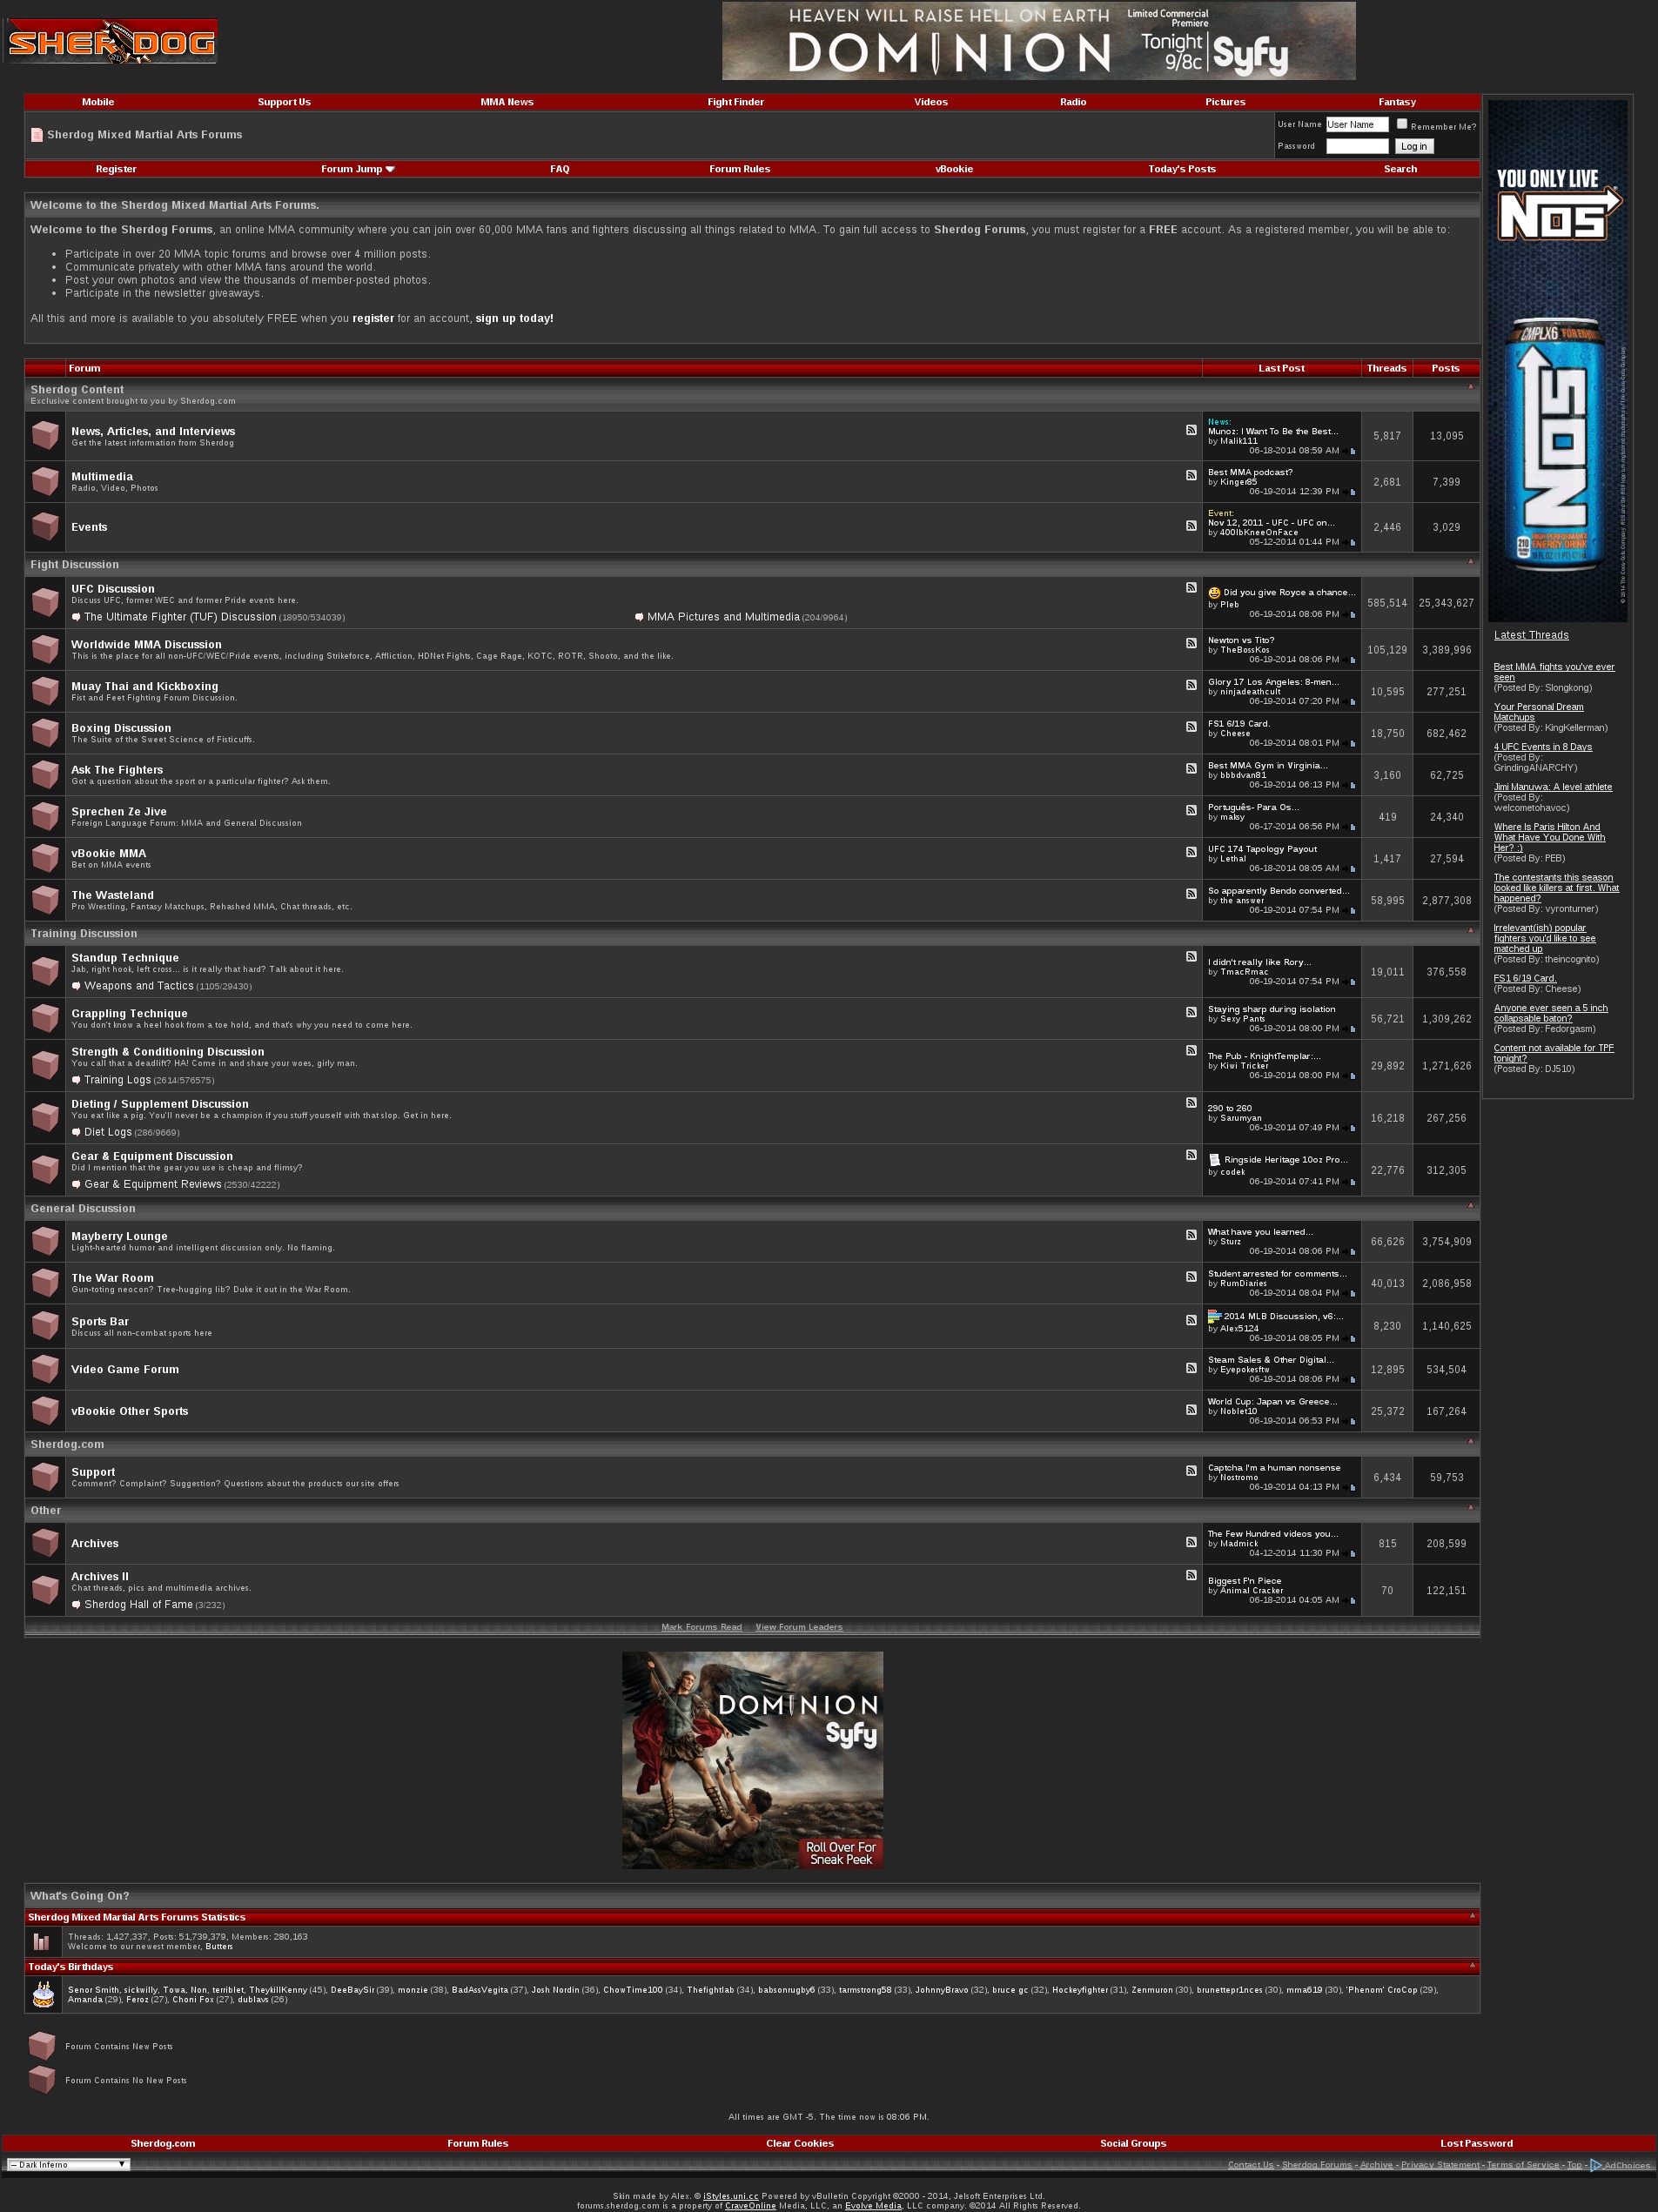 SHERDOG
HEAVEN WILL RAISE HELL ON EARTH
DOMINION
Limited Commercial
Premiere
Tonight
9/8c
Syfy
Mobile Support Us MMA News Fight Finder Videos Radio Pictures Fantasy
Sherdog Mixed Martial Arts Forums
User Name User Name Remember Me?
Password Log in
Register Forum Jump FAQ Forum Rules vBookie Today's Posts Search
Welcome to the Sherdog Mixed Martial Arts Forums.
Welcome to the Sherdog Forums, an online MMA community where you can join over 60,000 MMA fans and fighters discussing all things related to MMA. To gain full access to Sherdog Forums, you must register for a FREE account. As a registered member, you will be able to:
Participate in over 20 MMA topic forums and browse over 4 million posts.
Communicate privately with other MMA fans around the world.
Post your own photos and view the thousands of member-posted photos.
Participate in the newsletter giveaways.
All this and more is available to you absolutely FREE when you register for an account, sign up today!
Forum Last Post Threads Posts
Sherdog Content
Exclusive content brought to you by Sherdog.com
News, Articles, and Interviews
Get the latest information from Sherdog
News:
Munoz: I Want To Be the Best...
by Malik111
06-18-2014 08:59 AM
5,817 13,095
Multimedia
Radio, Video, Photos
Best MMA podcast?
by Kinger85
06-19-2014 12:39 PM
2,681 7,399
Events
Event:
Nov 12, 2011 - UFC - UFC on...
by 400lbKneeOnFace
05-12-2014 01:44 PM
2,446 3,029
Fight Discussion
UFC Discussion
Discuss UFC, former WEC and former Pride events here.
The Ultimate Fighter (TUF) Discussion (18950/534039) MMA Pictures and Multimedia (204/9964)
Did you give Royce a chance...
by Pleb
06-19-2014 08:06 PM
585,514 25,343,627
Worldwide MMA Discussion
This is the place for all non-UFC/WEC/Pride events, including Strikeforce, Affliction, HDNet Fights, Cage Rage, KOTC, ROTR, Shooto, and the like.
Newton vs Tito?
by TheBossKos
06-19-2014 08:06 PM
105,129 3,389,996
Muay Thai and Kickboxing
Fist and Feet Fighting Forum Discussion.
Glory 17 Los Angeles: 8-men...
by ninjadeathcult
06-19-2014 07:20 PM
10,595 277,251
Boxing Discussion
The Suite of the Sweet Science of Fisticuffs.
FS1 6/19 Card.
by Cheese
06-19-2014 08:01 PM
18,750 682,462
Ask The Fighters
Got a question about the sport or a particular fighter? Ask them.
Best MMA Gym in Virginia...
by bbbdvan81
06-19-2014 06:13 PM
3,160 62,725
Sprechen Ze Jive
Foreign Language Forum: MMA and General Discussion
Português- Para Os...
by maksy
06-17-2014 06:56 PM
419 24,340
vBookie MMA
Bet on MMA events
UFC 174 Tapology Payout
by Lethal
06-18-2014 08:05 AM
1,417 27,594
The Wasteland
Pro Wrestling, Fantasy Matchups, Rehashed MMA, Chat threads, etc.
So apparently Bendo converted...
by the answer
06-19-2014 07:54 PM
58,995 2,877,308
Training Discussion
Standup Technique
Jab, right hook, left cross... is it really that hard? Talk about it here.
Weapons and Tactics (1105/29430)
I didn't really like Rory...
by TmacRmac
06-19-2014 07:54 PM
19,011 376,558
Grappling Technique
You don't know a heel hook from a toe hold, and that's why you need to come here.
Staying sharp during isolation
by Sexy Pants
06-19-2014 08:00 PM
56,721 1,309,262
Strength & Conditioning Discussion
You call that a deadlift? HA! Come in and share your woes, girly man.
Training Logs (2614/576575)
The Pub - KnightTemplar:...
by Kiwi Tricker
06-19-2014 08:00 PM
29,892 1,271,626
Dieting / Supplement Discussion
You eat like a pig. You'll never be a champion if you stuff yourself with that slop. Get in here.
Diet Logs (286/9669)
290 to 260
by Sarumyan
06-19-2014 07:49 PM
16,218 267,256
Gear & Equipment Discussion
Did I mention that the gear you use is cheap and flimsy?
Gear & Equipment Reviews (2530/42222)
Ringside Heritage 10oz Pro...
by codek
06-19-2014 07:41 PM
22,776 312,305
General Discussion
Mayberry Lounge
Light-hearted humor and intelligent discussion only. No flaming.
What have you learned...
by Sturz
06-19-2014 08:06 PM
66,626 3,754,909
The War Room
Gun-toting neocon? Tree-hugging lib? Duke it out in the War Room.
Student arrested for comments...
by RumDiaries
06-19-2014 08:04 PM
40,013 2,086,958
Sports Bar
Discuss all non-combat sports here
2014 MLB Discussion, v6:...
by Alex5124
06-19-2014 08:05 PM
8,230 1,140,625
Video Game Forum
Steam Sales & Other Digital...
by Eyepokesftw
06-19-2014 08:06 PM
12,895 534,504
vBookie Other Sports
World Cup: Japan vs Greece...
by Noblet10
06-19-2014 06:53 PM
25,372 167,264
Sherdog.com
Support
Comment? Complaint? Suggestion? Questions about the products our site offers
Captcha I'm a human nonsense
by Nostromo
06-19-2014 04:13 PM
6,434 59,753
Other
Archives
The Few Hundred videos you...
by Madmick
04-12-2014 11:30 PM
815 208,599
Archives II
Chat threads, pics and multimedia archives.
Sherdog Hall of Fame (3/232)
Biggest F'n Piece
by Animal Cracker
06-18-2014 04:05 AM
70 122,151
Mark Forums Read View Forum Leaders
YOU ONLY LIVE
NOS
CMPLX6
NOS
HIGH PERFORMANCE
ENERGY DRINK
Latest Threads
Best MMA fights you've ever
seen
(Posted By: Slongkong)
Your Personal Dream
Matchups
(Posted By: KingKellerman)
4 UFC Events in 8 Days
(Posted By:
GrindingANARCHY)
Jimi Manuwa: A level athlete
(Posted By:
welcometohavoc)
Where Is Paris Hilton And
What Have You Done With
Her? :)
(Posted By: PEB)
The contestants this season
looked like killers at first. What
happened?
(Posted By: vyronturner)
Irrelevant(ish) popular
fighters you'd like to see
matched up
(Posted By: theincognito)
FS1 6/19 Card.
(Posted By: Cheese)
Anyone ever seen a 5 inch
collapsable baton?
(Posted By: Fedorgasm)
Content not available for TPF
tonight?
(Posted By: DJ510)
DOMINION
Syfy
Roll Over For
Sneak Peek
What's Going On?
Sherdog Mixed Martial Arts Forums Statistics
Threads: 1,427,337, Posts: 51,739,379, Members: 280,163
Welcome to our newest member, Butters
Today's Birthdays
Senor Smith, sickwilly, Towa, Non, terriblet, TheykillKenny (45), DeeBaySir (39), monzie (38), BadAssVegita (37), Josh Nordin (36), ChowTime100 (34), Thefightlab (34), babsonrugby6 (33), tarmstrong58 (33), JohnnyBravo (32), bruce gc (32), Hockeyfighter (31), Zenmuron (30), brunettepr1nces (30), mma619 (30), 'Phenom' CroCop (29),
Amanda (29), Feroz (27), Choni Fox (27), dublavs (26)
Forum Contains New Posts
Forum Contains No New Posts
All times are GMT -5. The time now is 08:06 PM.
Sherdog.com Forum Rules Clear Cookies Social Groups Lost Password
-- Dark Inferno
Contact Us - Sherdog Forums - Archive - Privacy Statement - Terms of Service - Top - AdChoices
Skin made by Alex. © iStyles.uni.cc Powered by vBulletin Copyright ©2000 - 2014, Jelsoft Enterprises Ltd.
forums.sherdog.com is a property of CraveOnline Media, LLC, an Evolve Media, LLC company. ©2014 All Rights Reserved.